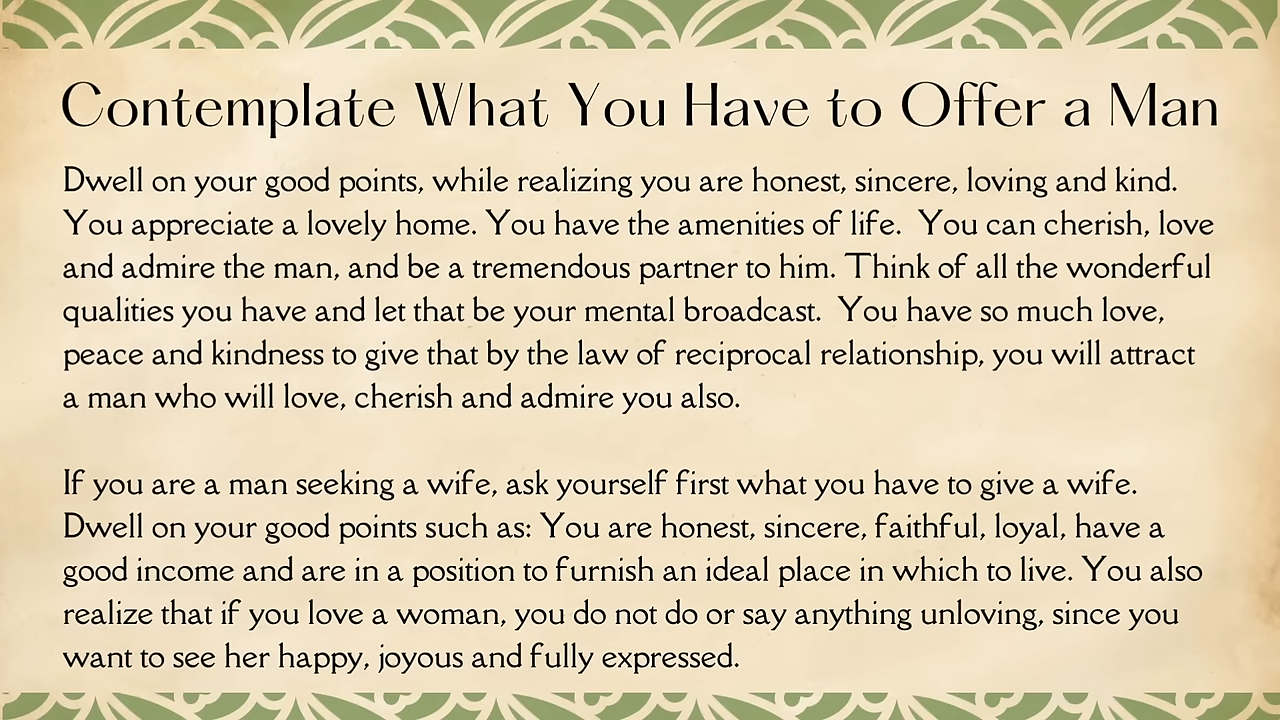 Contemplate What You Have to Offer a Man
Dwell on your good points, while realizing you are honest, sincere, loving and kind.
You appreciate a lovely home. You have the amenities of life.  You can cherish, love
and admire the man, and be a tremendous partner to him. Think of all the wonderful
qualities you have and let that be your mental broadcast.  You have so much love,
peace and kindness to give that by the law of reciprocal relationship, you will attract
a man who will love, cherish and admire you also.
If you are a man seeking a wife, ask yourself first what you have to give a wife.
Dwell on your good points such as: You are honest, sincere, faithful, loyal, have a
good income and are in a position to furnish an ideal place in which to live. You also
realize that if you love a woman, you do not do or say anything unloving, since you
want to see her happy, joyous and fully expressed.